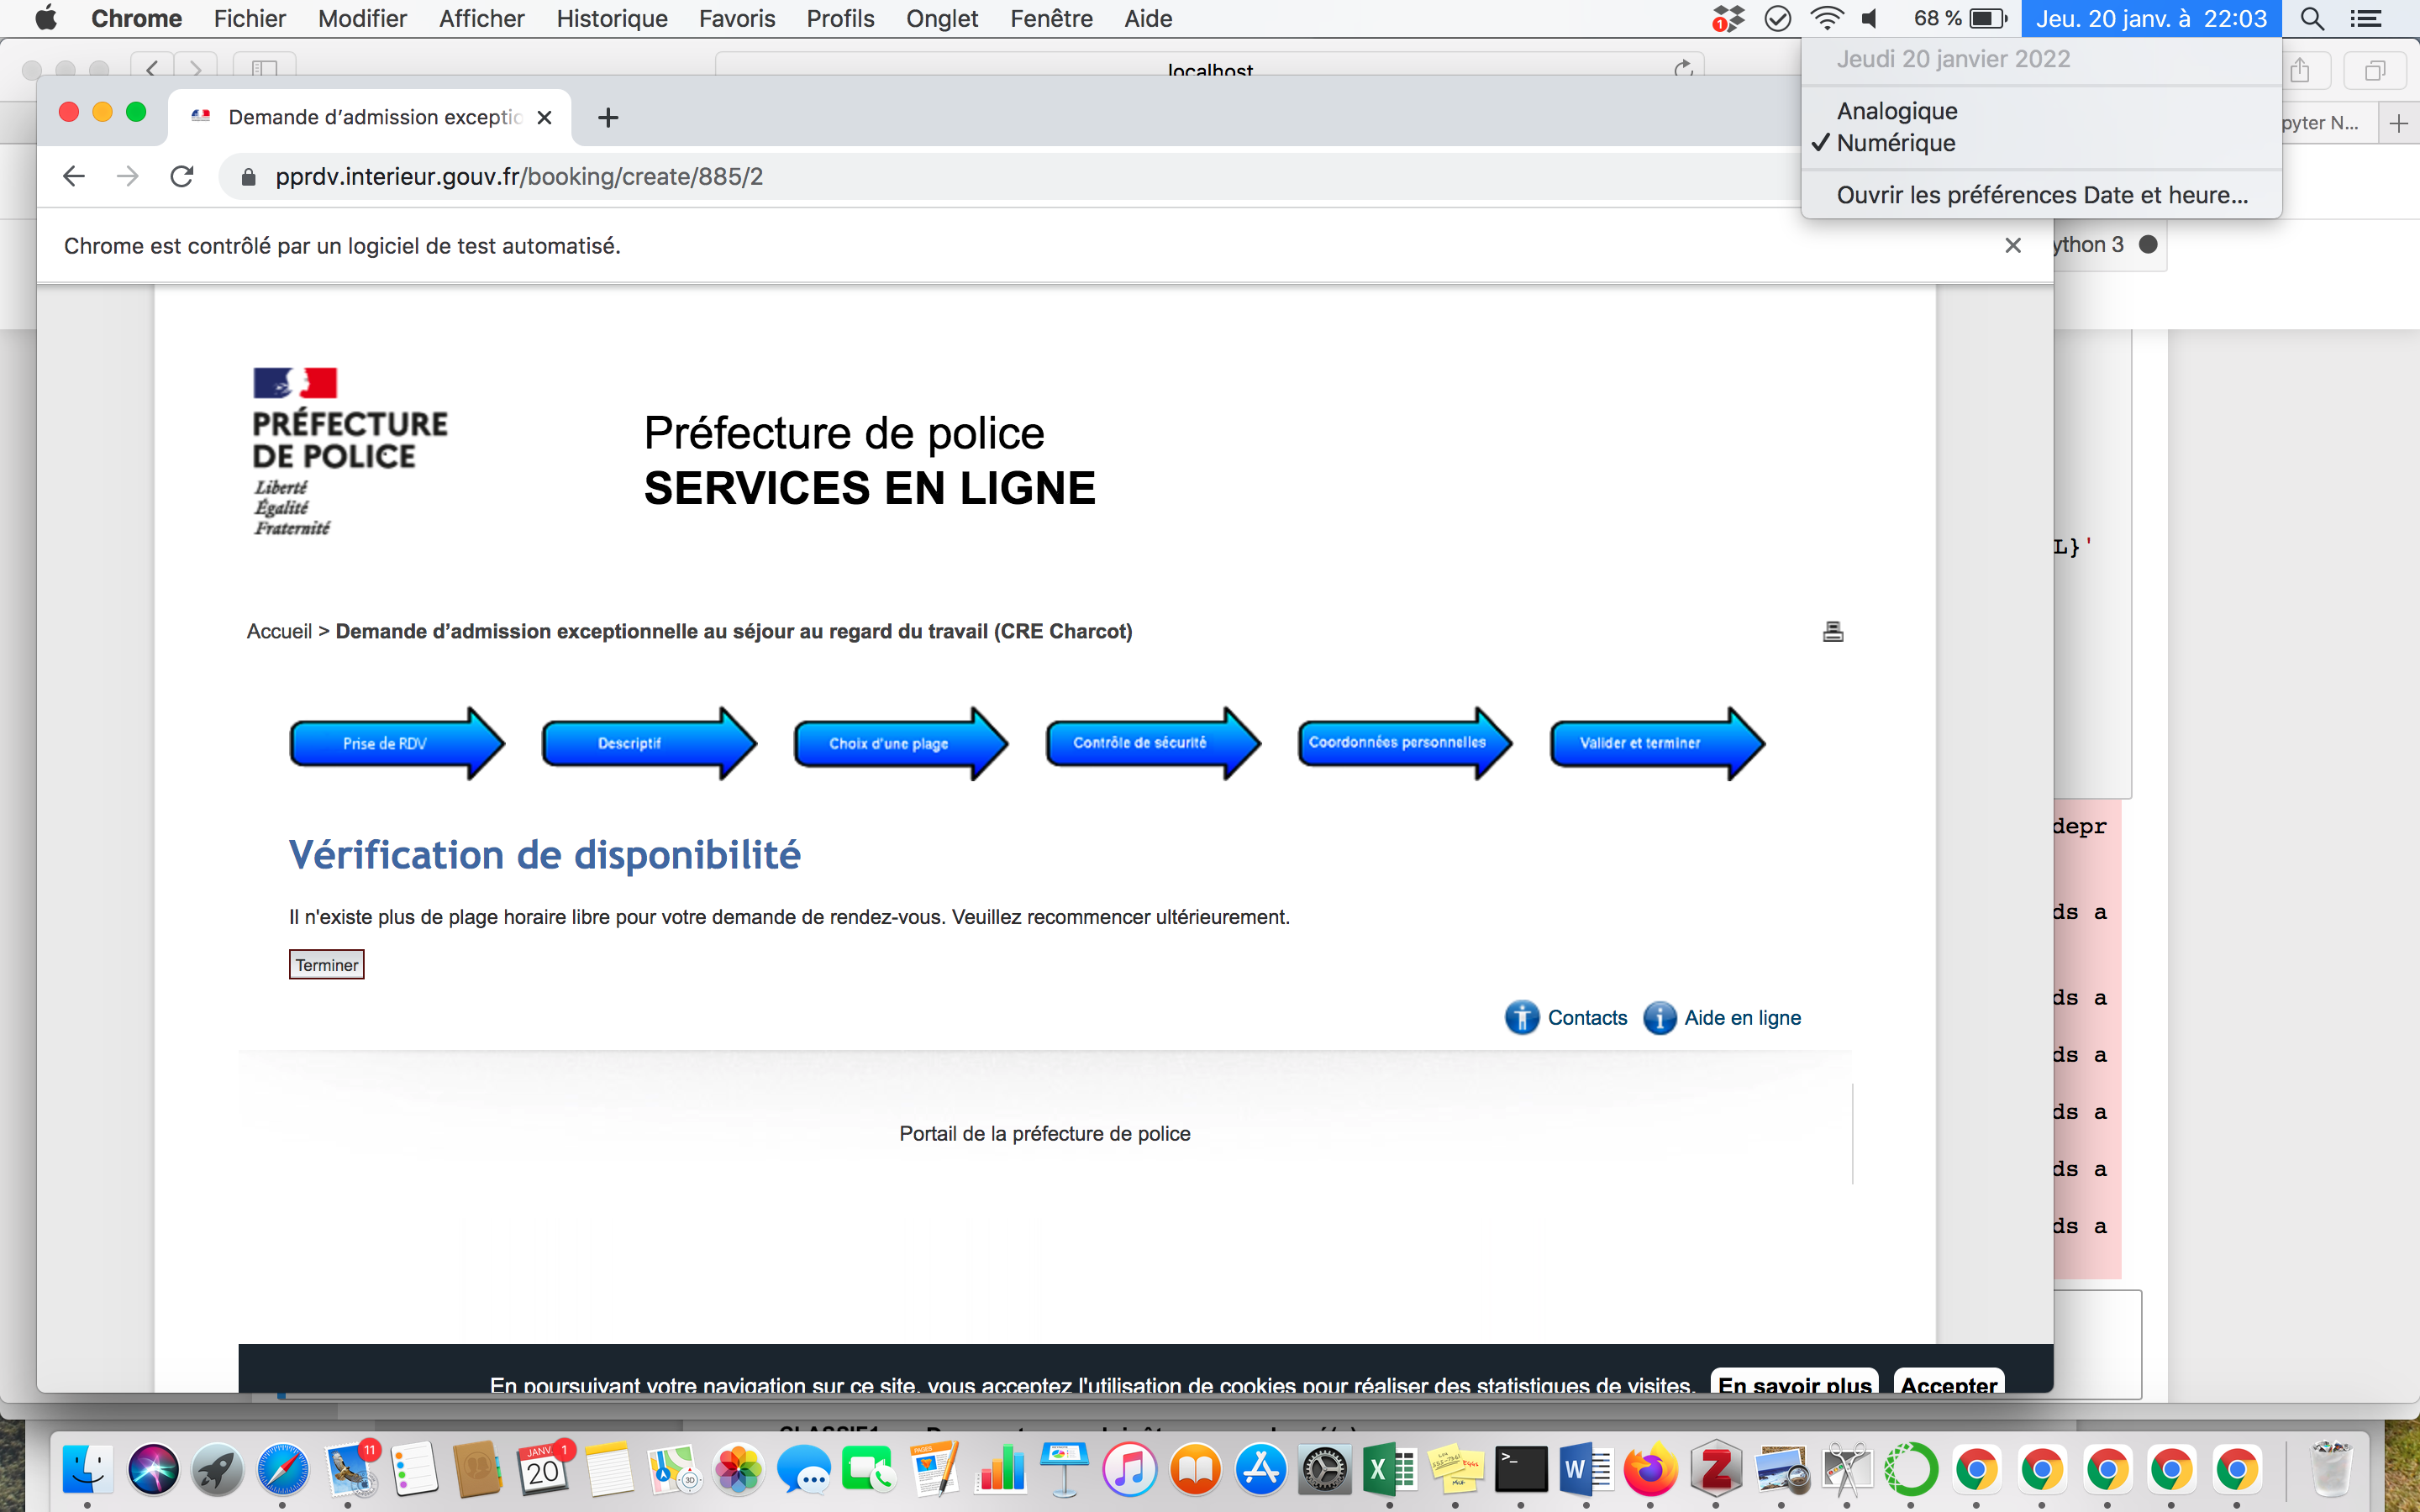 Chrome Fichier Modifier Afficher Historique Favoris Profils Onglet Fenêtre Aide 1 68 % Jeu. 20 janv. à 22:03
Jeudi 20 janvier 2022
Analogique
✓ Numérique
Ouvrir les préférences Date et heure...
localhost
pyter N...
Demande d'admission exceptio
pprdv.interieur.gouv.fr/booking/create/885/2
Chrome est contrôlé par un logiciel de test automatisé.
ython 3
PRÉFECTURE
DE POLICE
Liberté
Égalité
Fraternité
Préfecture de police
SERVICES EN LIGNE
L}'
Accueil > Demande d'admission exceptionnelle au séjour au regard du travail (CRE Charcot)
Prise de RDV
Descriptif
Choix d'une plage
Contrôle de sécurité
Coordonnées personnelles
Valider et terminer
depr
Vérification de disponibilité
Il n'existe plus de plage horaire libre pour votre demande de rendez-vous. Veuillez recommencer ultérieurement.
ds a
Terminer
ds a
Contacts
Aide en ligne
ds a
ds a
Portail de la préfecture de police
ds a
ds a
En poursuivant votre navigation sur ce site, vous acceptez l'utilisation de cookies pour réaliser des statistiques de visites. En savoir plus Accepter
11
JANV.
20
1
3D
PAGES